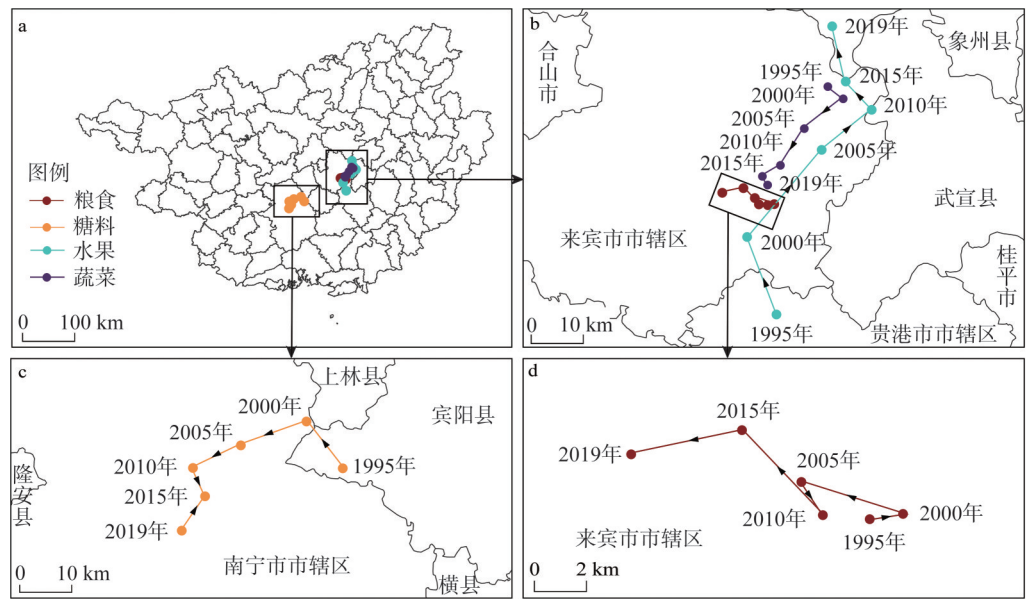 a
图例
粮食
糖料
水果
蔬菜
0 100 km
b
合山市
2019年
象州县
1995年
2015年
2000年
2010年
2005年
2010年
2005年
2015年
2019年
武宣县
来宾市市辖区
2000年
桂平市
0 10 km
1995年
贵港市市辖区
c
上林县
2000年
宾阳县
2005年
2010年
1995年
隆安县
2015年
2019年
南宁市市辖区
0 10 km
横县
d
2015年
2019年
2005年
2010年
2000年
来宾市市辖区
1995年
0 2 km